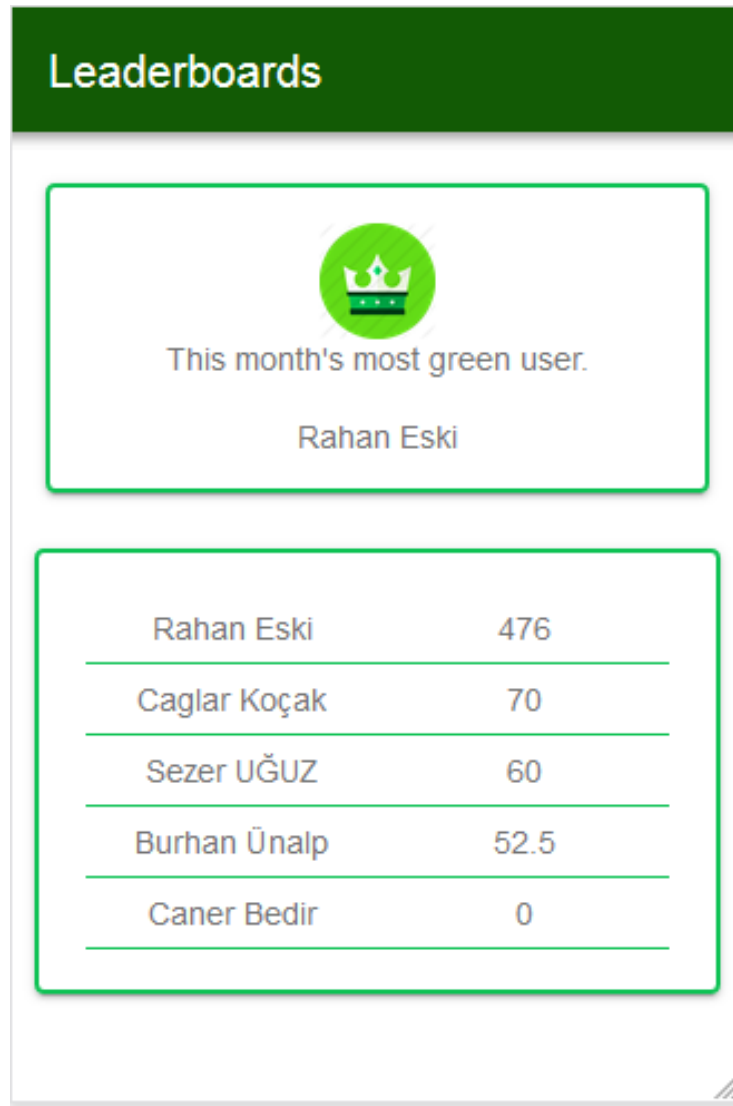 Leaderboards
This month's most green user.
Rahan Eski
Rahan Eski 476
Caglar Koçak 70
Sezer UĞUZ 60
Burhan Ünalp 52.5
Caner Bedir 0